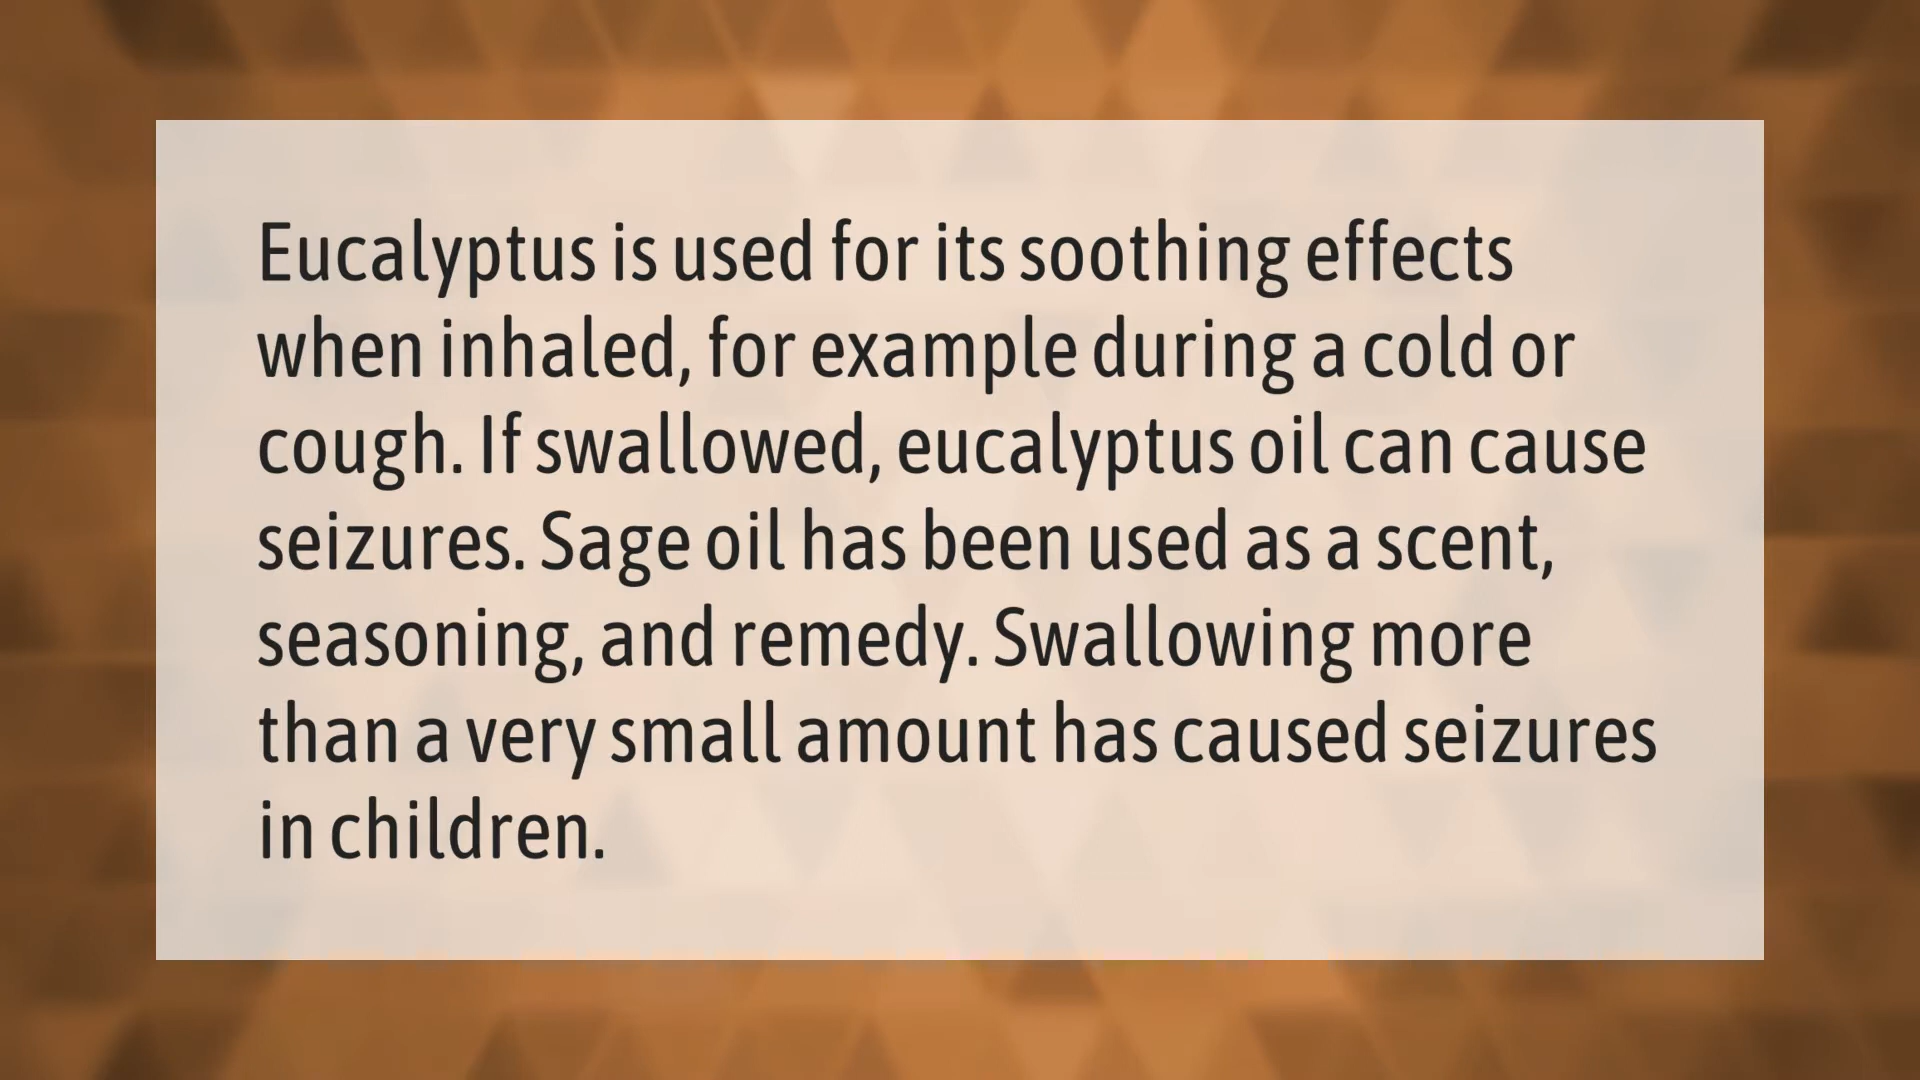 Eucalyptus is used for its soothing effects
when inhaled, for example during a cold or
cough. If swallowed, eucalyptus oil can cause
seizures. Sage oil has been used as a scent,
seasoning, and remedy. Swallowing more
than a very small amount has caused seizures
in children.